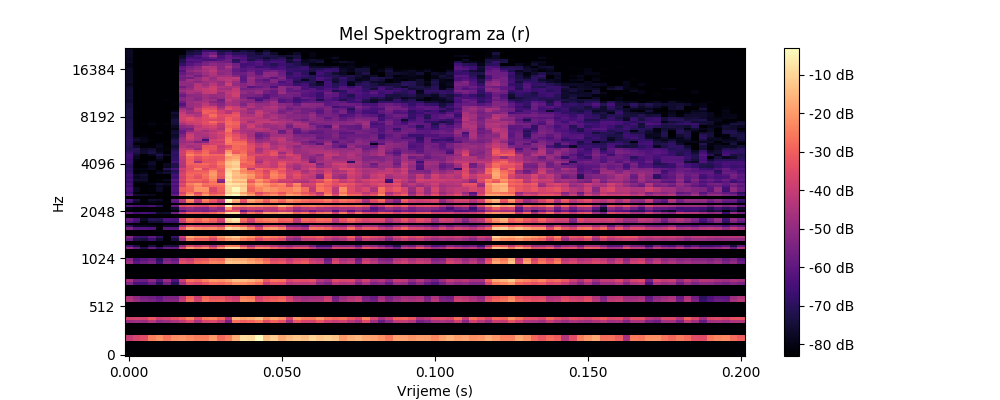 Mel Spektrogram za (r)
16384
8192
4096
2048
1024
512
0
Hz
0.000 0.050 0.100 0.150 0.200
Vrijeme (s)
-10 dB
-20 dB
-30 dB
-40 dB
-50 dB
-60 dB
-70 dB
-80 dB